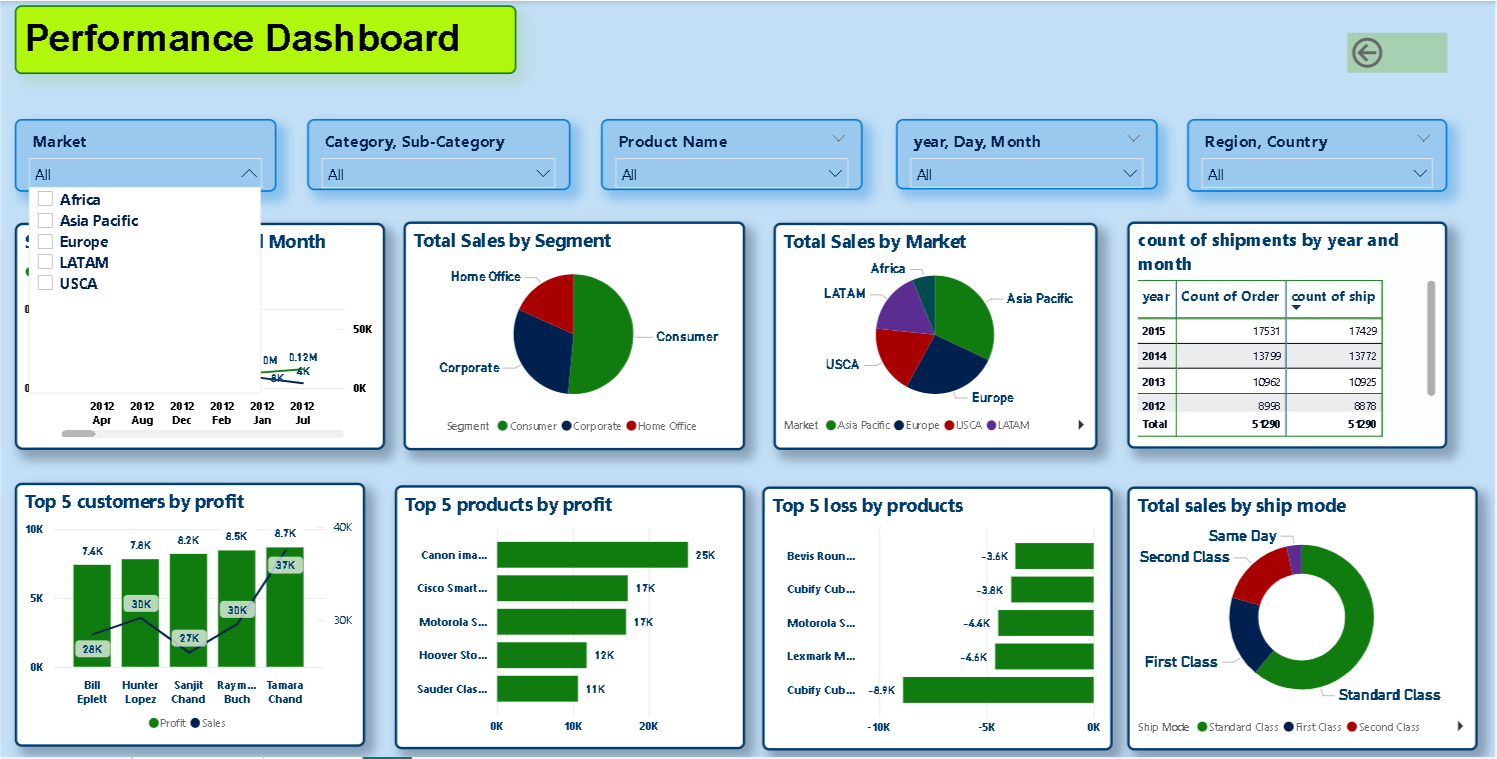 Performance Dashboard
Market
All
Africa
Asia Pacific
Europe
LATAM
USCA
Category, Sub-Category
All
Product Name
All
year, Day, Month
All
Region, Country
All
Month
50K
0K
0.12M
8K
4K
2012 2012 2012 2012 2012 2012
Apr Aug Dec Feb Jan Jul
Total Sales by Segment
Home Office
Consumer
Corporate
Segment Consumer Corporate Home Office
Total Sales by Market
Africa
LATAM
Asia Pacific
USCA
Europe
Market Asia Pacific Europe USCA LATAM
count of shipments by year and
month
year Count of Order count of ship
2015 17531 17429
2014 13799 13772
2013 10962 10925
2012 8998 8878
Total 51290 51290
Top 5 customers by profit
10K
5K
0K
40K
30K
7.4K 7.8K 8.2K 8.5K 8.7K
28K 30K 27K 30K 37K
Bill Hunter Sanjit Raym... Tamara
Eplett Lopez Chand Buch Chand
Profit Sales
Top 5 products by profit
Canon ima... 25K
Cisco Smart... 17K
Motorola S... 17K
Hoover Sto... 12K
Sauder Clas... 11K
0K 10K 20K
Top 5 loss by products
Bevis Roun... -3.6K
Cubify Cub... -3.8K
Motorola S... -4.4K
Lexmark M... -4.6K
Cubify Cub... -8.9K
-10K -5K 0K
Total sales by ship mode
Same Day
Second Class
First Class
Standard Class
Ship Mode Standard Class First Class Second Class